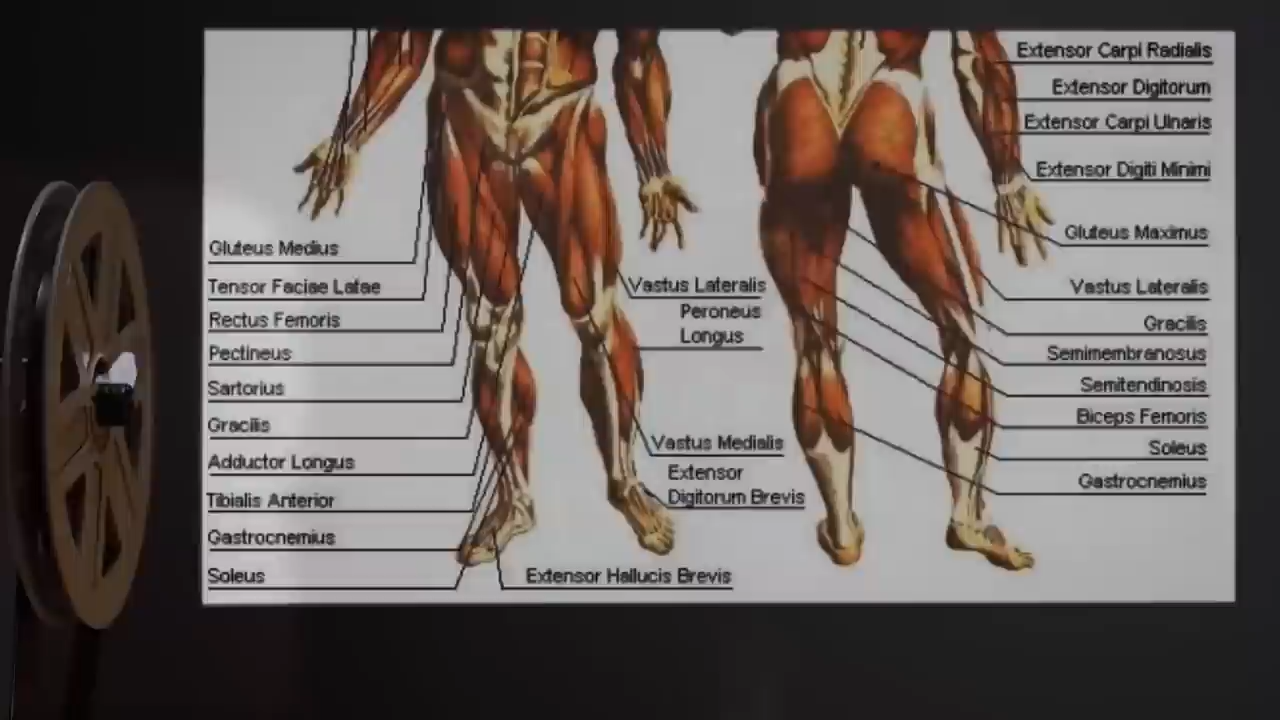 Gluteus Medius
Tensor Faciae Latae
Rectus Femoris
Pectineus
Sartorius
Gracilis
Adductor Longus
Tibialis Anterior
Gastrocnemius
Soleus
Vastus Lateralis
Peroneus
Longus
Vastus Medialis
Extensor
Digitorum Brevis
Extensor Hallucis Brevis
Extensor Carpi Radialis
Extensor Digitorum
Extensor Carpi Ulnaris
Extensor Digiti Minimi
Gluteus Maximus
Vastus Lateralis
Gracilis
Semimembranosus
Semitendinosis
Biceps Femoris
Soleus
Gastrocnemius